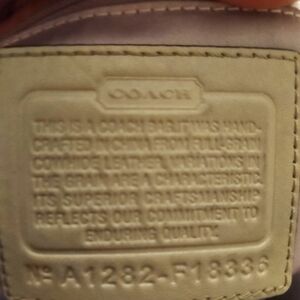 COACH
THIS IS A COACH BAG. IT WAS HAND-
CRAFTED IN CHINA FROM FULL-GRAIN
COWHIDE LEATHER. VARIATIONS IN
THE GRAIN ARE A CHARACTERISTIC.
ITS SUPERIOR CRAFTSMANSHIP
REFLECTS OUR COMMITMENT TO
ENDURING QUALITY.
Nº A1282-F18336